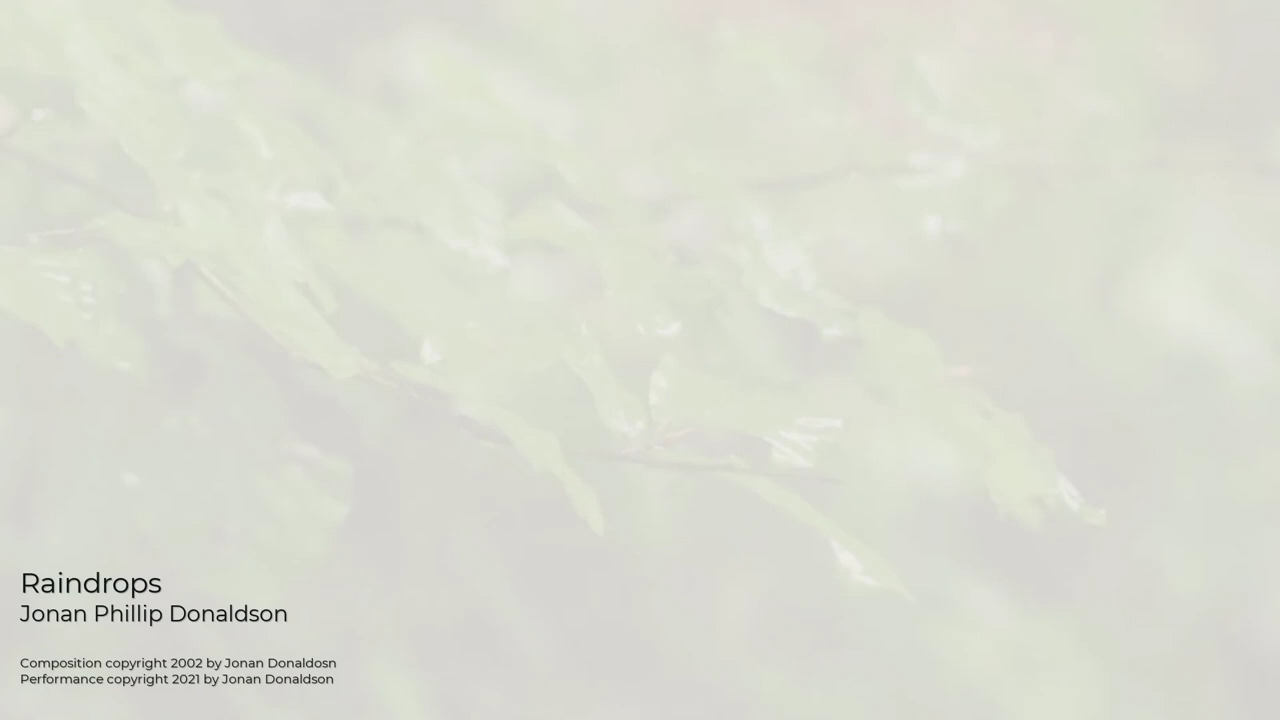 Raindrops
Jonan Phillip Donaldson
Composition copyright 2002 by Jonan Donaldosn
Performance copyright 2021 by Jonan Donaldson